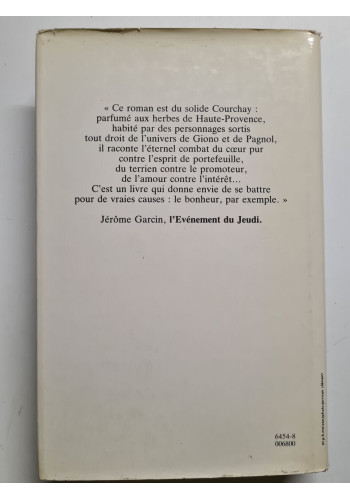 « Ce roman est du solide Courchay :
parfumé aux herbes de Haute-Provence,
habité par des personnages sortis
tout droit de l'univers de Giono et de Pagnol,
il raconte l'éternel combat du cœur pur
contre l'esprit de portefeuille,
du terrien contre le promoteur,
de l'amour contre l'intérêt...
C'est un livre qui donne envie de se battre
pour de vraies causes : le bonheur, par exemple. »
Jérôme Garcin, l'Evénement du Jeudi.
6454-8
006800